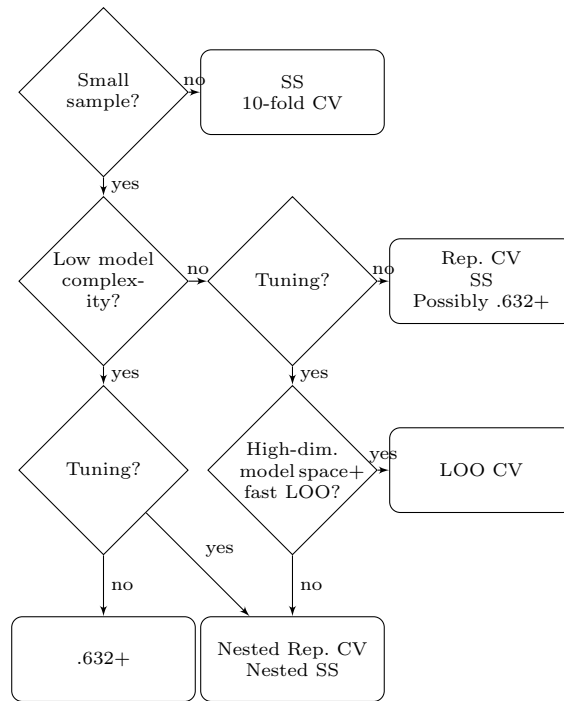 Small
sample?
no
SS
10-fold CV
yes
Low model
complex-
ity?
no
Tuning?
no
Rep. CV
SS
Possibly .632+
yes
yes
Tuning?
High-dim.
model space+
fast LOO?
yes
LOO CV
yes
no
no
.632+
Nested Rep. CV
Nested SS